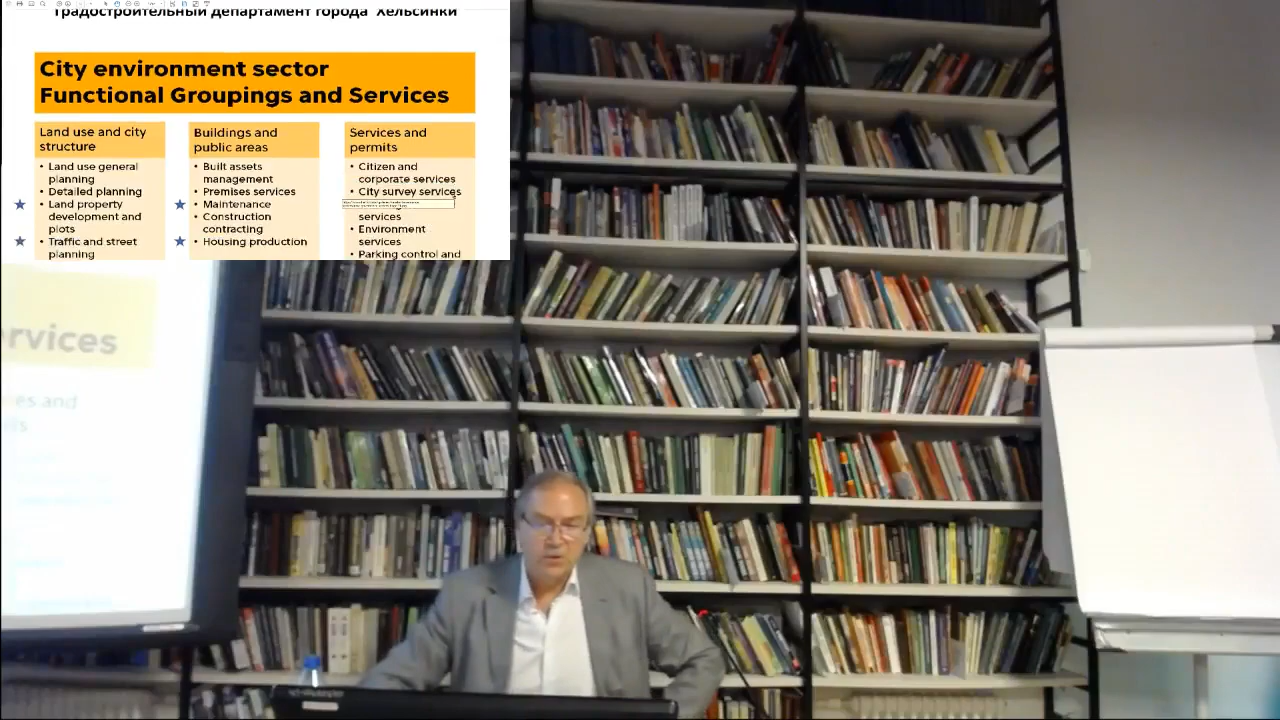 Градостроительный департамент города Хельсинки
City environment sector
Functional Groupings and Services
Land use and city
structure
• Land use general
planning
• Detailed planning
• Land property
development and
plots
• Traffic and street
planning
Buildings and
public areas
• Built assets
management
• Premises services
• Maintenance
• Construction
contracting
• Housing production
Services and
permits
• Citizen and
corporate services
• City survey services
services
• Environment
services
• Parking control and
ervices
es and